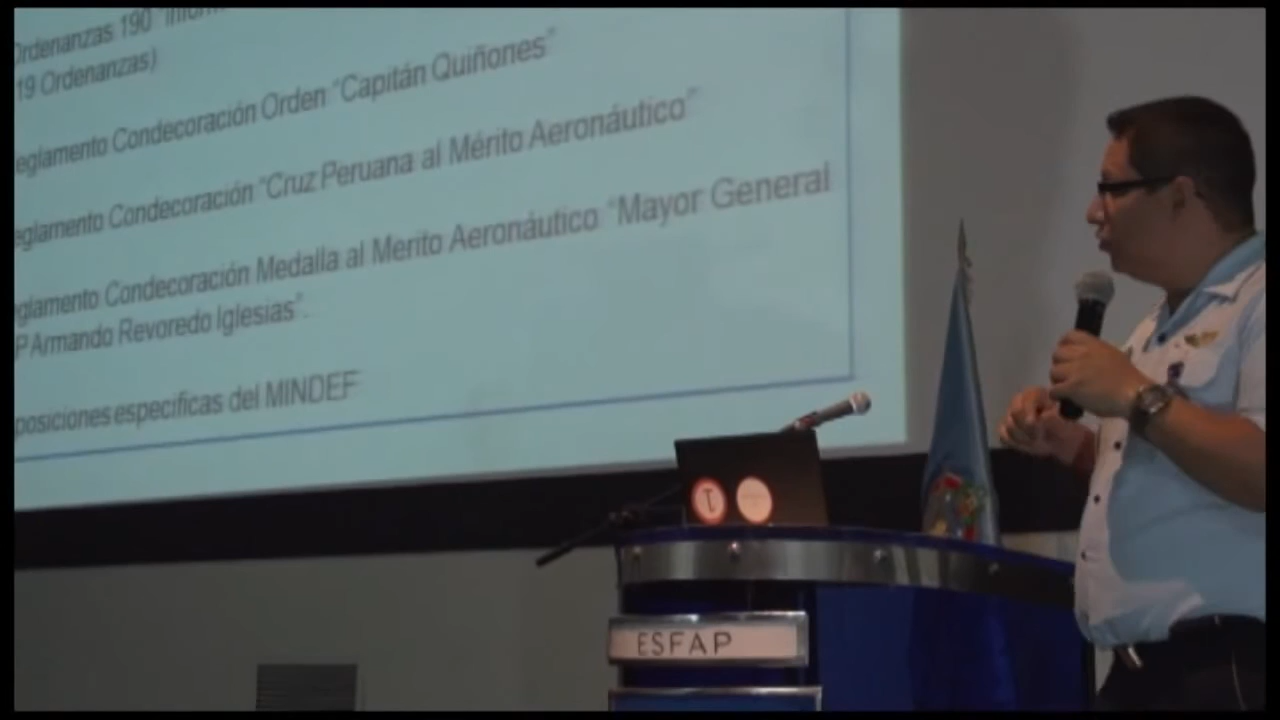 Ordenanzas 190 "Inform
19 Ordenanzas)
eglamento Condecoración Orden "Capitán Quiñones"
eglamento Condecoración "Cruz Peruana al Mérito Aeronáutico"
eglamento Condecoración Medalla al Merito Aeronáutico "Mayor General
P Armando Revoredo Iglesias".
posiciones especificas del MINDEF
ESFAP